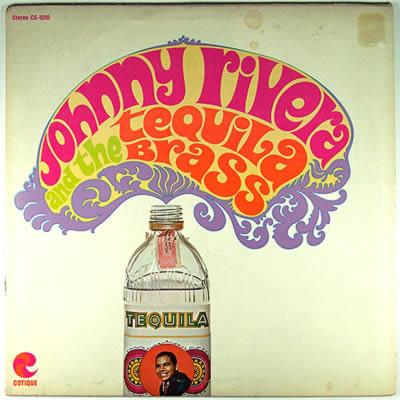 Stereo CS-1010
Johnny rivera
and the tequila
Brass
TEQUILA
COTIQUE